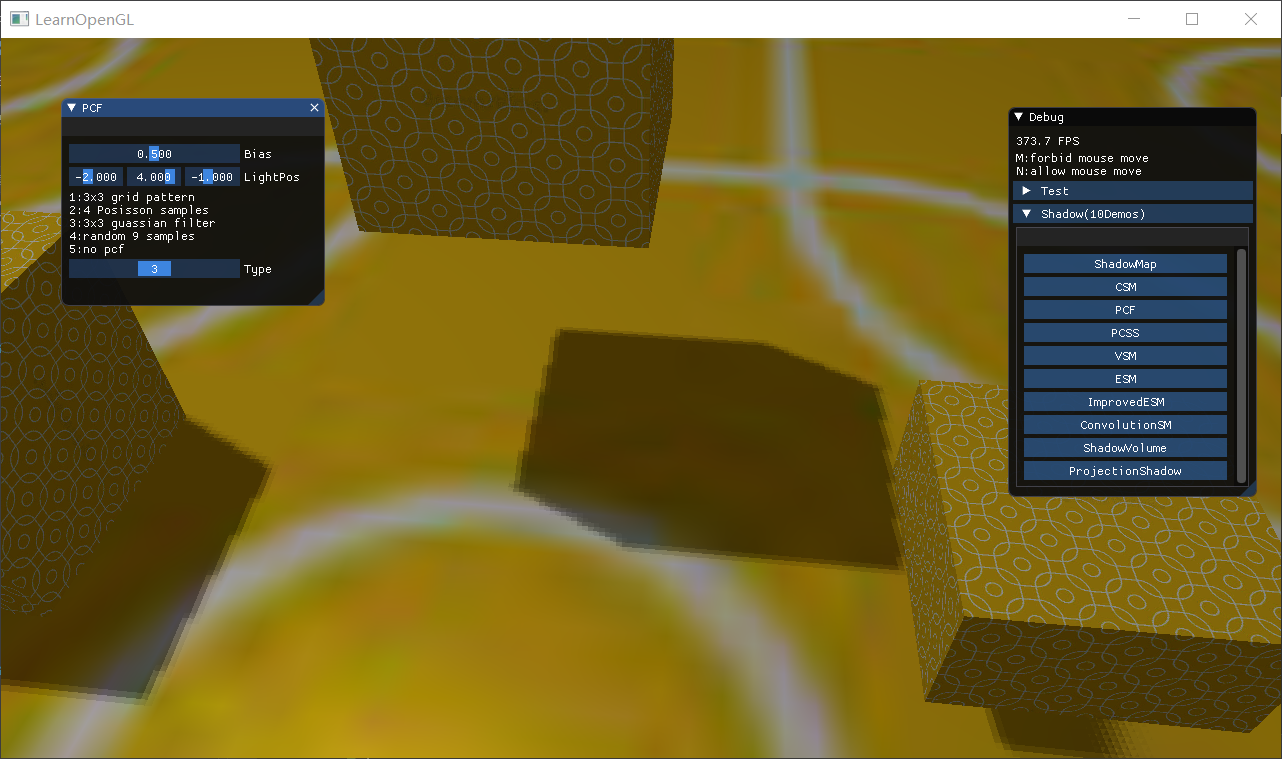 LearnOpenGL
PCF
0.500 Bias
-2.000 4.000 -1.000 LightPos
1:3x3 grid pattern
2:4 Posisson samples
3:3x3 guassian filter
4:random 9 samples
5:no pcf
3 Type
Debug
373.7 FPS
M:forbid mouse move
N:allow mouse move
Test
Shadow(10Demos)
ShadowMap
CSM
PCF
PCSS
VSM
ESM
ImprovedESM
ConvolutionSM
ShadowVolume
ProjectionShadow